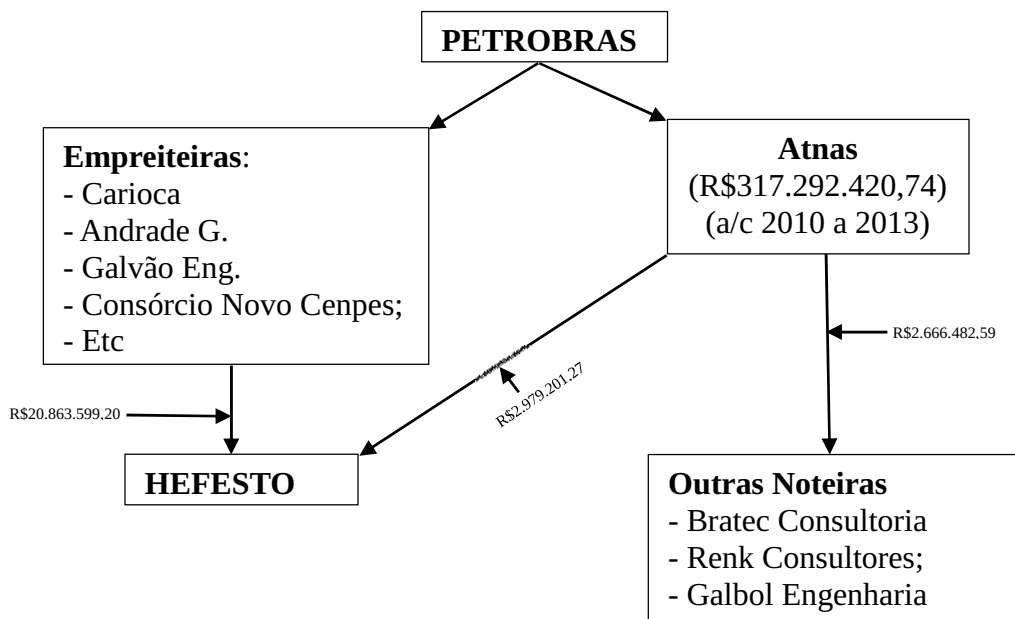 PETROBRAS
Empreiteiras:
- Carioca
- Andrade G.
- Galvão Eng.
- Consórcio Novo Cenpes;
- Etc
Atnas
(R$317.292.420,74)
(a/c 2010 a 2013)
R$2.666.482,59
R$2.979.201,27
R$20.863.599,20
HEFESTO
Outras Noteiras
- Bratec Consultoria
- Renk Consultores;
- Galbol Engenharia